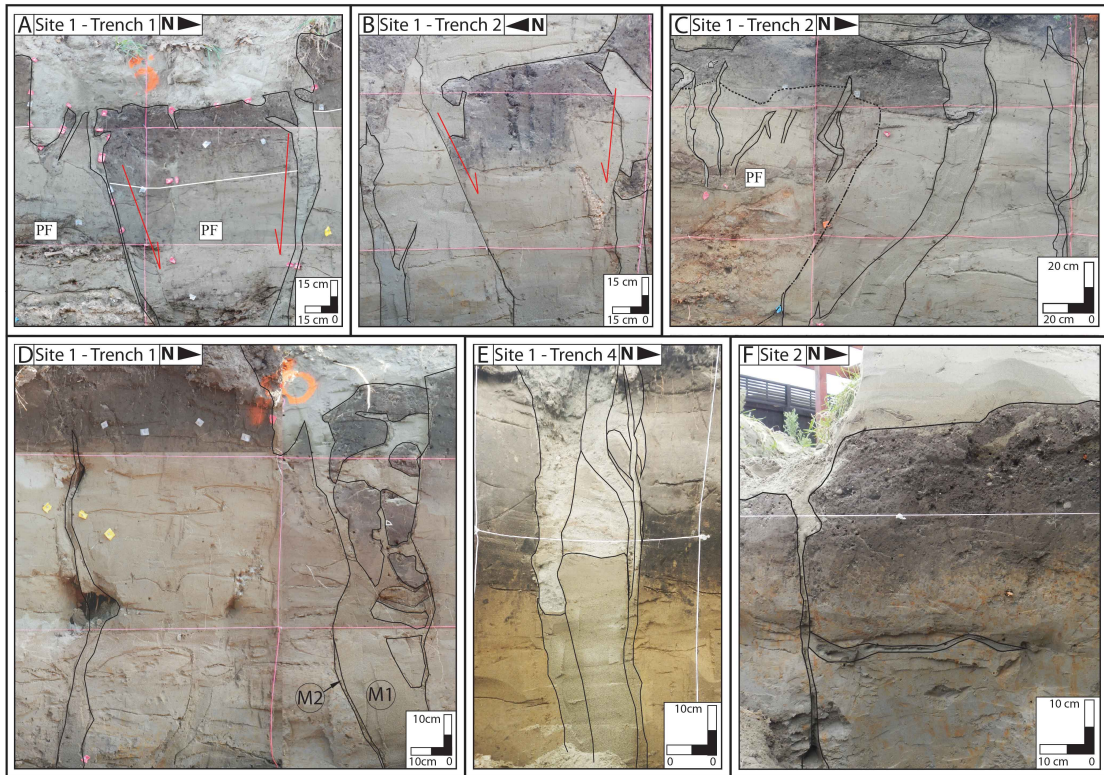 A Site 1 - Trench 1 N
PF
PF
15 cm
15 cm 0
B Site 1 - Trench 2 N
15 cm
15 cm 0
C Site 1 - Trench 2 N
PF
20 cm
20 cm 0
D Site 1 - Trench 1 N
M2
M1
10cm
10cm 0
E Site 1 - Trench 4 N
10cm
0 0
F Site 2 N
10 cm
10 cm 0